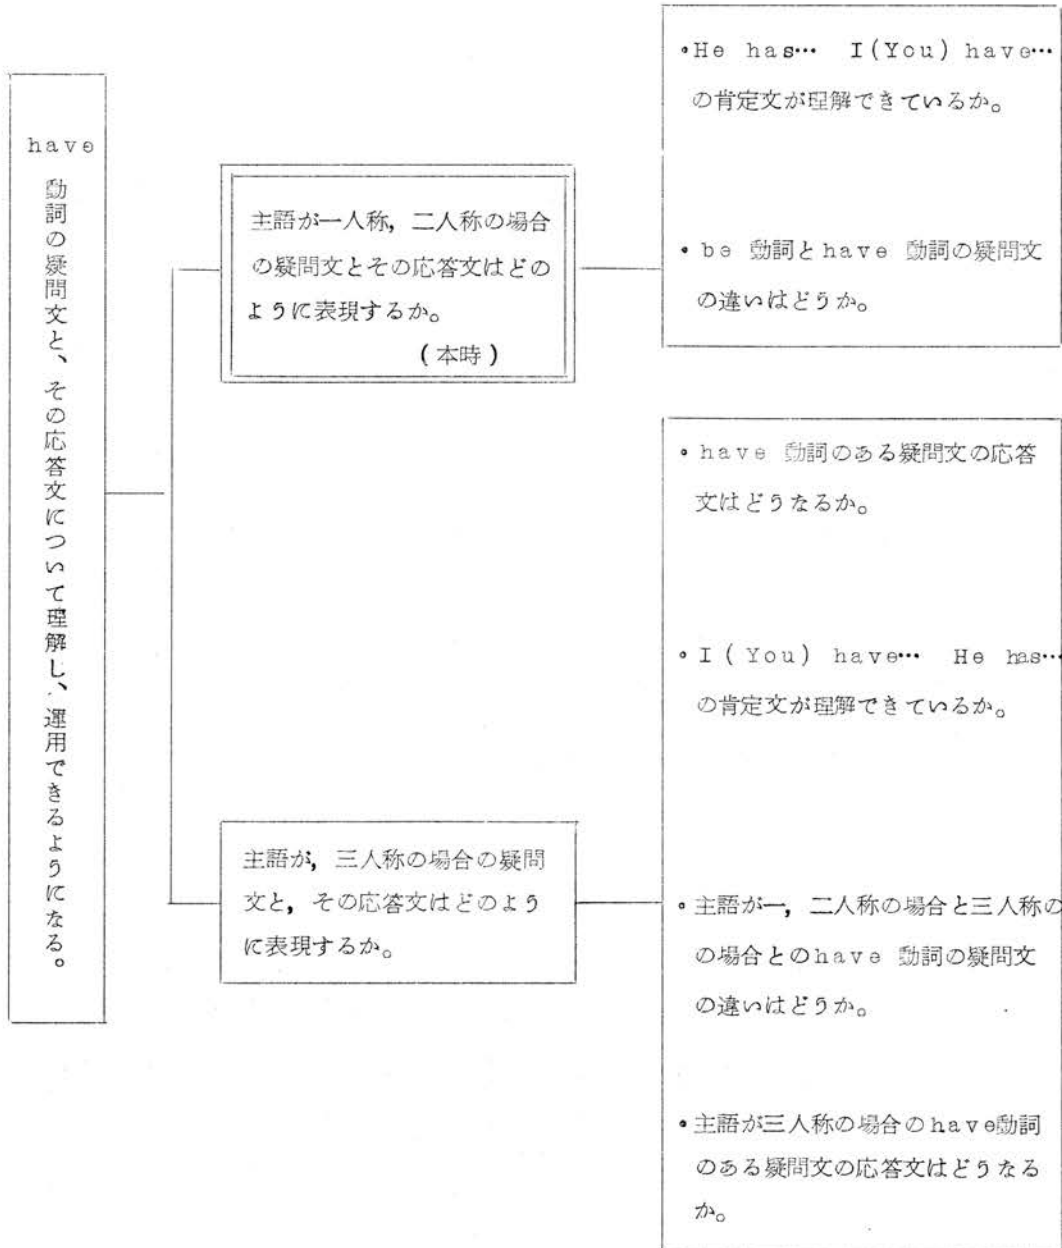 have
動詞の疑問文と、その応答文について理解し、運用できるようになる。
主語が一人称，二人称の場合
の疑問文とその応答文はどの
ように表現するか。
(本時)
•He has… I(You) have…
の肯定文が理解できているか。
• be 動詞とhave 動詞の疑問文
の違いはどうか。
• have 動詞のある疑問文の応答
文はどうなるか。
• I (You) have… He has…
の肯定文が理解できているか。
主語が，三人称の場合の疑問
文と，その応答文はどのよう
に表現するか。
• 主語が一，二人称の場合と三人称の
の場合とのhave 動詞の疑問文
の違いはどうか。
• 主語が三人称の場合のhave動詞
のある疑問文の応答文はどうなる
か。